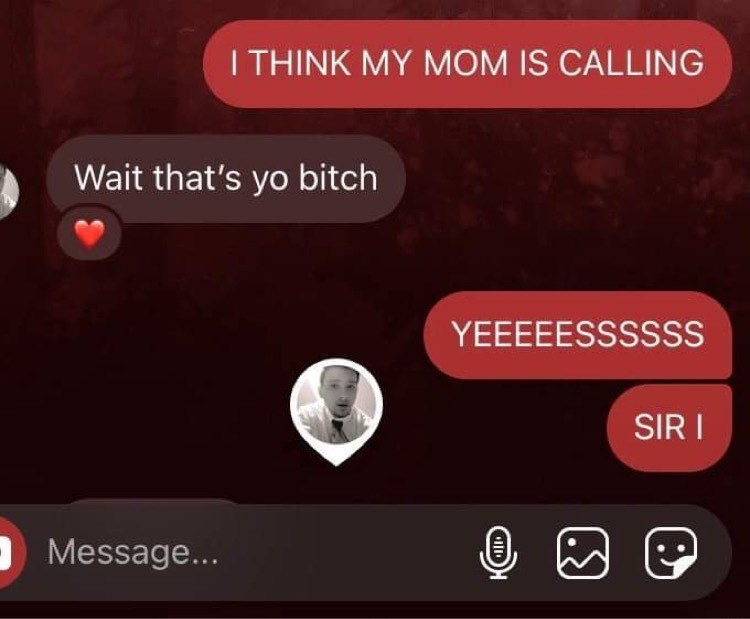 I THINK MY MOM IS CALLING
Wait that's yo bitch
YEEEEESSSSSS
SIR I
Message...